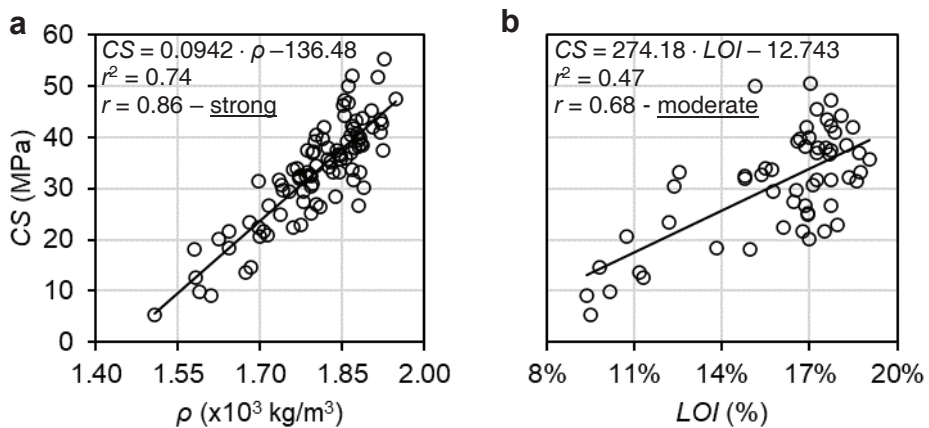 a
CS = 0.0942 · ρ –136.48
r² = 0.74
r = 0.86 – strong
CS (MPa)
60
50
40
30
20
10
0
1.40 1.55 1.70 1.85 2.00
ρ (x10³ kg/m³)
b
CS = 274.18 · LOI – 12.743
r² = 0.47
r = 0.68 - moderate
8% 11% 14% 17% 20%
LOI (%)